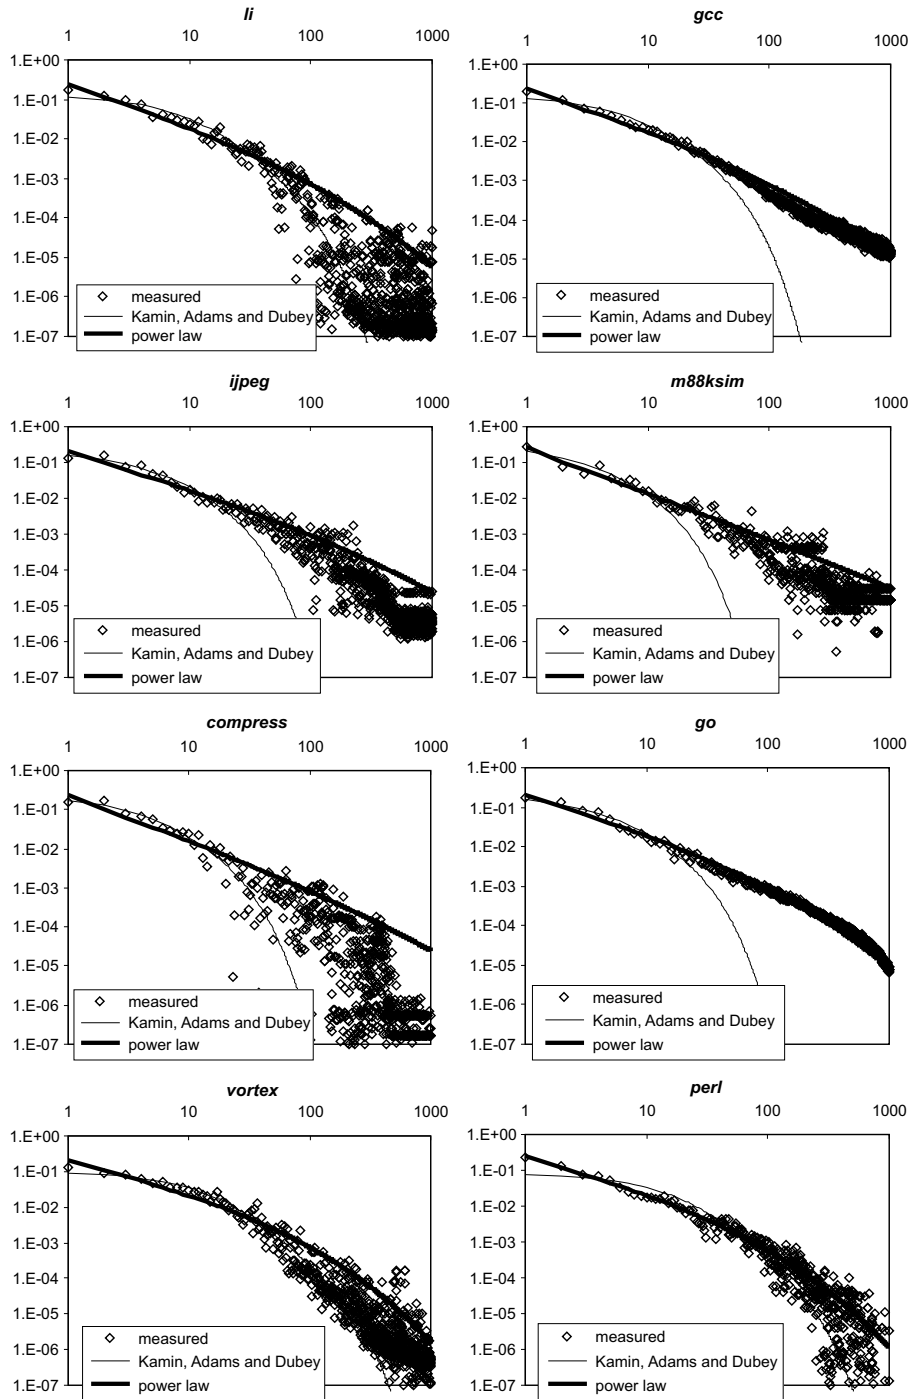 li
1 10 100 1000
1.E+00
1.E-01
1.E-02
1.E-03
1.E-04
1.E-05
1.E-06
1.E-07
measured
Kamin, Adams and Dubey
power law
gcc
1 10 100 1000
1.E+00
1.E-01
1.E-02
1.E-03
1.E-04
1.E-05
1.E-06
1.E-07
measured
Kamin, Adams and Dubey
power law
ijpeg
1 10 100 1000
1.E+00
1.E-01
1.E-02
1.E-03
1.E-04
1.E-05
1.E-06
1.E-07
measured
Kamin, Adams and Dubey
power law
m88ksim
1 10 100 1000
1.E+00
1.E-01
1.E-02
1.E-03
1.E-04
1.E-05
1.E-06
1.E-07
measured
Kamin, Adams and Dubey
power law
compress
1 10 100 1000
1.E+00
1.E-01
1.E-02
1.E-03
1.E-04
1.E-05
1.E-06
1.E-07
measured
Kamin, Adams and Dubey
power law
go
1 10 100 1000
1.E+00
1.E-01
1.E-02
1.E-03
1.E-04
1.E-05
1.E-06
1.E-07
measured
Kamin, Adams and Dubey
power law
vortex
1 10 100 1000
1.E+00
1.E-01
1.E-02
1.E-03
1.E-04
1.E-05
1.E-06
1.E-07
measured
Kamin, Adams and Dubey
power law
perl
1 10 100 1000
1.E+00
1.E-01
1.E-02
1.E-03
1.E-04
1.E-05
1.E-06
1.E-07
measured
Kamin, Adams and Dubey
power law